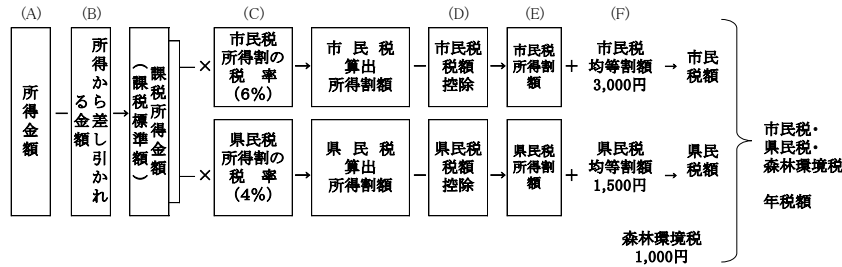 (A)
(B)
(C)
(D)
(E)
(F)
所得金額
－
所得から差し引かれ
る金額
→
課税所得金額
（課税標準額）
×
市民税
所得割の
税　率
(6%)
→
市　民　税
算出
所得割額
－
市民税
税額
控除
→
市民税
所得割
額
＋
市民税
均等割額
3,000円
→
市民
税額
×
県民税
所得割の
税　率
(4%)
→
県　民　税
算出
所得割額
－
県民税
税額
控除
→
県民税
所得割
額
＋
県民税
均等割額
1,500円
→
県民
税額
森林環境税
1,000円
市民税・
県民税・
森林環境税
年税額